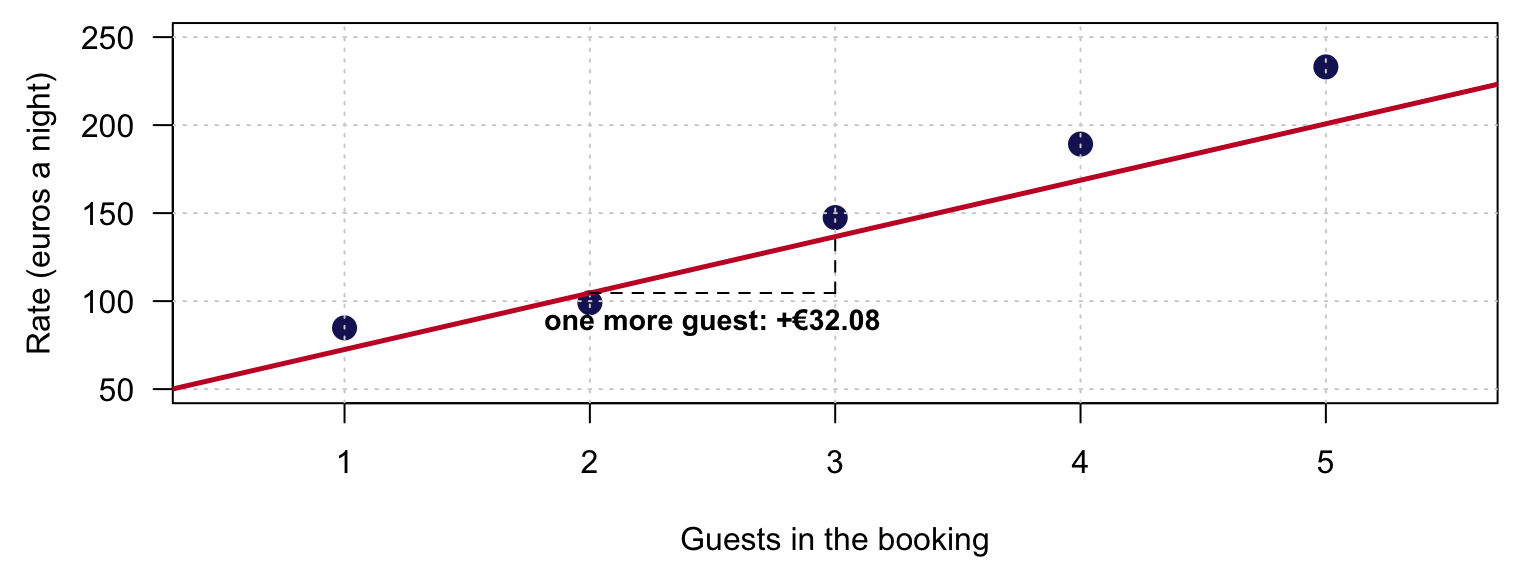 Rate (euros a night)
250
200
150
100
50
one more guest: +€32.08
1 2 3 4 5
Guests in the booking